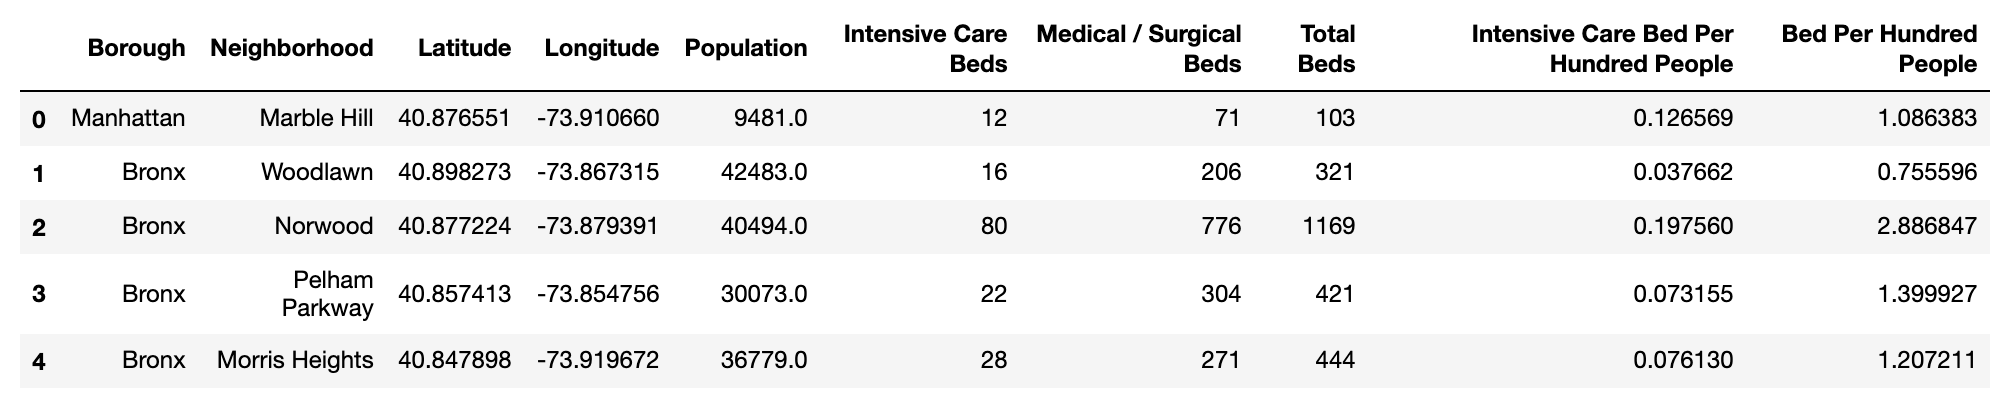 Borough Neighborhood Latitude Longitude Population Intensive Care Beds Medical / Surgical Beds Total Beds Intensive Care Bed Per Hundred People Bed Per Hundred People
0 Manhattan Marble Hill 40.876551 -73.910660 9481.0 12 71 103 0.126569 1.086383
1 Bronx Woodlawn 40.898273 -73.867315 42483.0 16 206 321 0.037662 0.755596
2 Bronx Norwood 40.877224 -73.879391 40494.0 80 776 1169 0.197560 2.886847
3 Bronx Pelham Parkway 40.857413 -73.854756 30073.0 22 304 421 0.073155 1.399927
4 Bronx Morris Heights 40.847898 -73.919672 36779.0 28 271 444 0.076130 1.207211